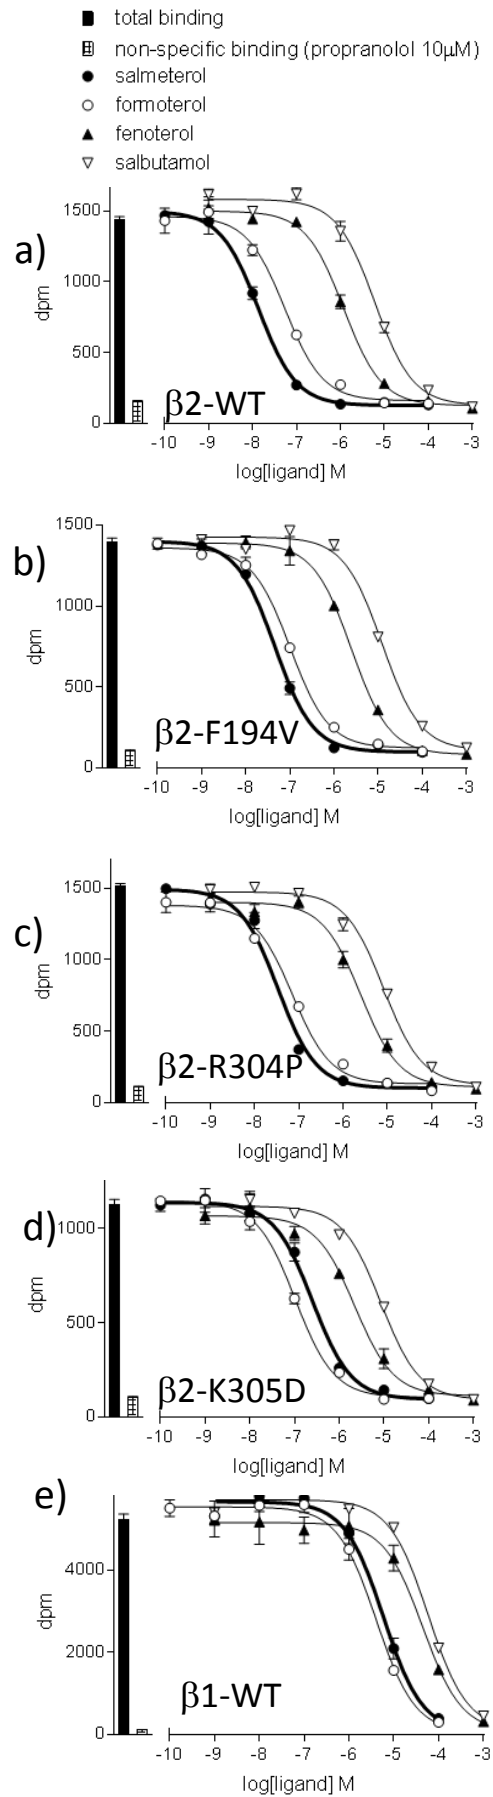 total binding
non-specific binding (propranolol 10μM)
salmeterol
formoterol
fenoterol
salbutamol
a)
1500
1000
500
0
dpm
β2-WT
-10 -9 -8 -7 -6 -5 -4 -3
log[ligand] M
b)
1500
1000
500
0
dpm
β2-F194V
-10 -9 -8 -7 -6 -5 -4 -3
log[ligand] M
c)
1500
1000
500
0
dpm
β2-R304P
-10 -9 -8 -7 -6 -5 -4 -3
log[ligand] M
d)
1000
500
0
dpm
β2-K305D
-10 -9 -8 -7 -6 -5 -4 -3
log[ligand] M
e)
4000
2000
0
dpm
β1-WT
-10 -9 -8 -7 -6 -5 -4 -3
log[ligand] M